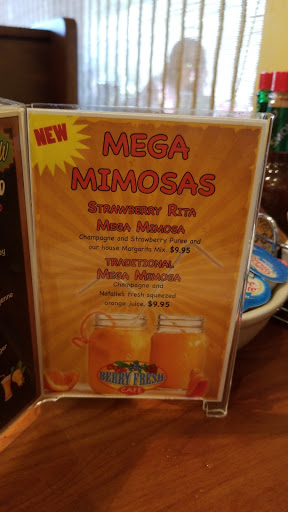 NEW
MEGA
MIMOSAS
STRAWBERRY RITA
MEGA MIMOSA
Champagne and Strawberry Puree and
our house Margarita Mix. $9.95
TRADITIONAL
MEGA MIMOSA
Champagne and
Natalies fresh squeezed
orange juice. $9.95
BERRY FRESH
CAFE